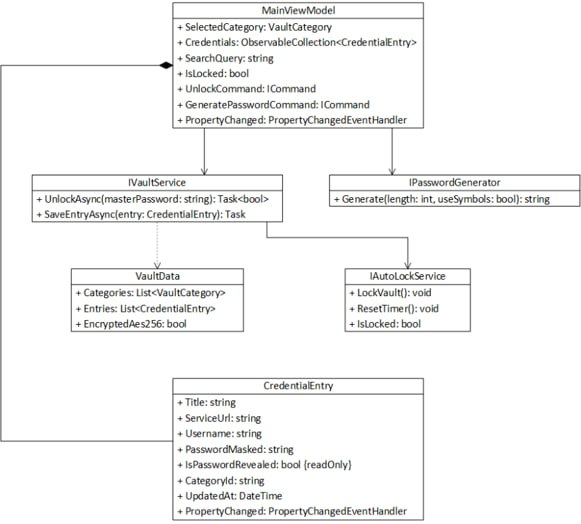 MainViewModel
+ SelectedCategory: VaultCategory
+ Credentials: ObservableCollection<CredentialEntry>
+ SearchQuery: string
+ IsLocked: bool
+ UnlockCommand: ICommand
+ GeneratePasswordCommand: ICommand
+ PropertyChanged: PropertyChangedEventHandler
IVaultService
+ UnlockAsync(masterPassword: string): Task<bool>
+ SaveEntryAsync(entry: CredentialEntry): Task
IPasswordGenerator
+ Generate(length: int, useSymbols: bool): string
VaultData
+ Categories: List<VaultCategory>
+ Entries: List<CredentialEntry>
+ EncryptedAes256: bool
IAutoLockService
+ LockVault(): void
+ ResetTimer(): void
+ IsLocked: bool
CredentialEntry
+ Title: string
+ ServiceUrl: string
+ Username: string
+ PasswordMasked: string
+ IsPasswordRevealed: bool {readOnly}
+ CategoryId: string
+ UpdatedAt: DateTime
+ PropertyChanged: PropertyChangedEventHandler